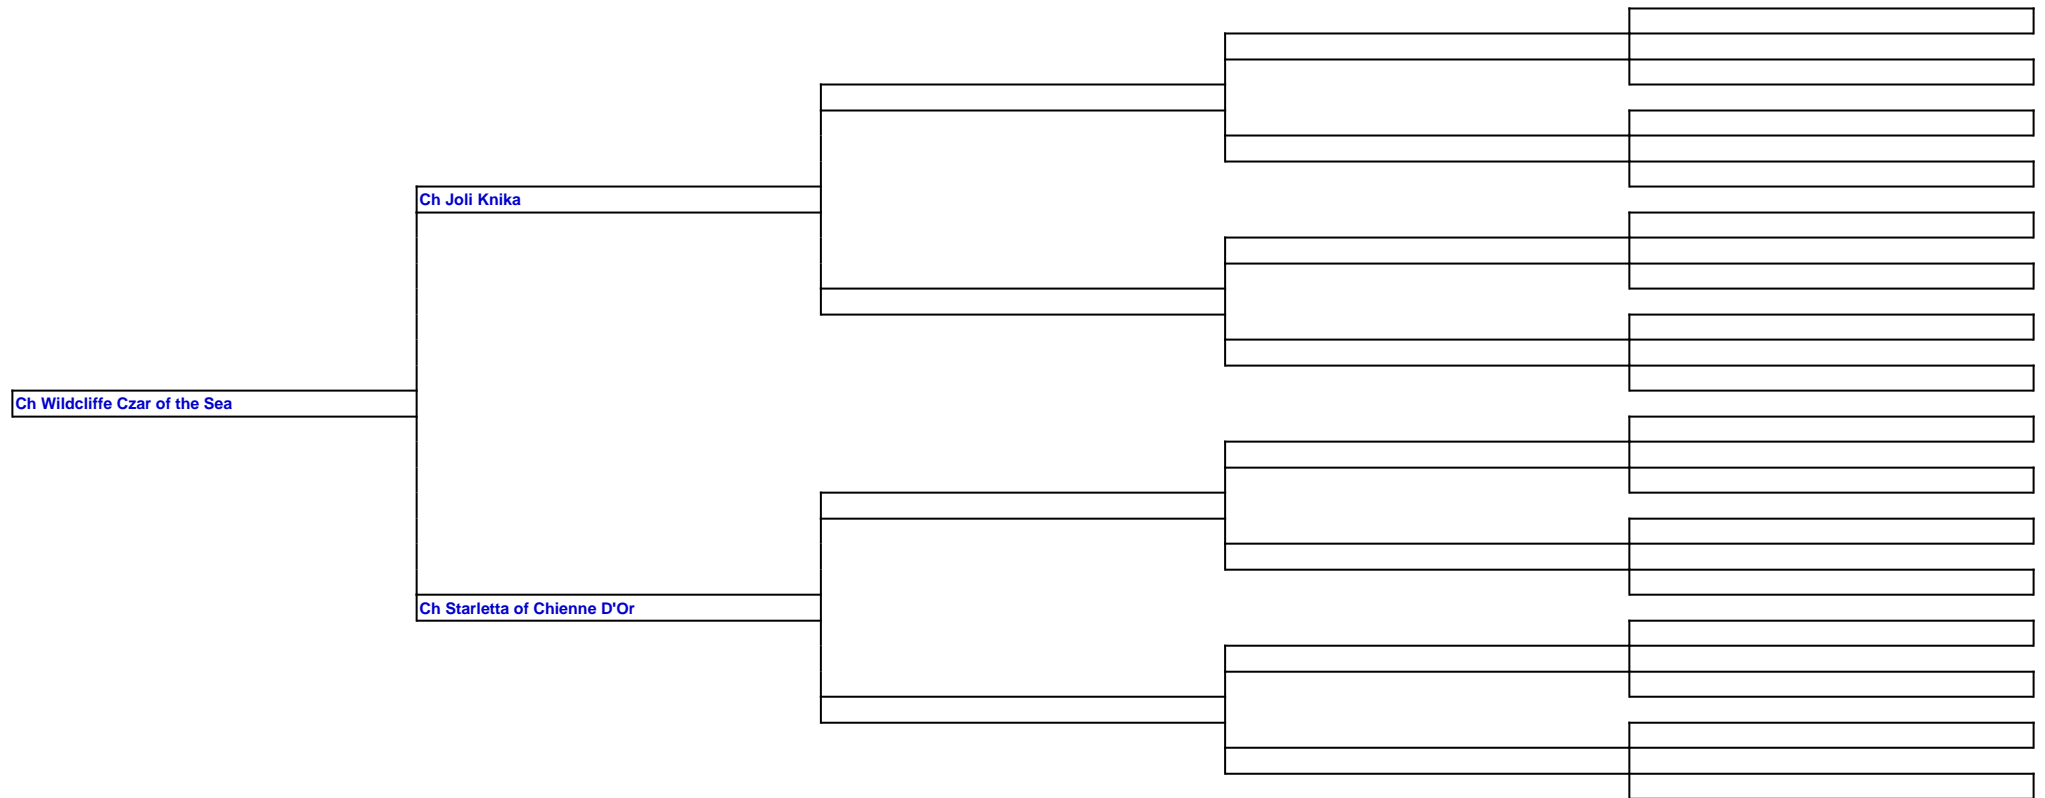 Ch Joli Knika
Ch Wildcliffe Czar of the Sea
Ch Starletta of Chienne D'Or